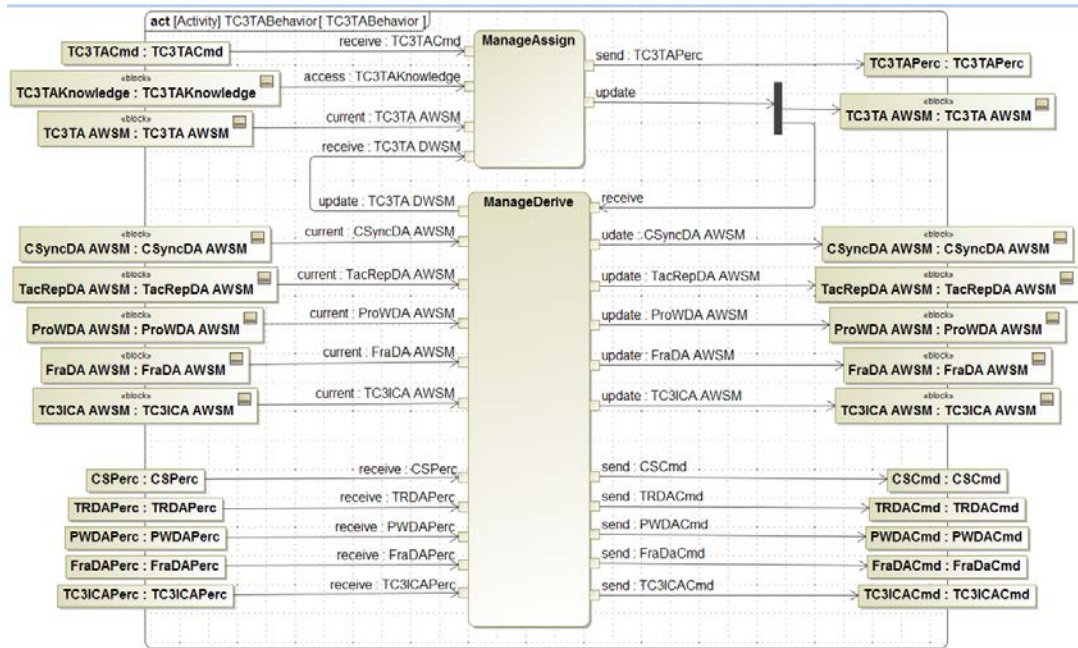 act [Activity] TC3TABehavior[ TC3TABehavior ]
TC3TACmd : TC3TACmd
receive : TC3TACmd
ManageAssign
send : TC3TAPerc
TC3TAPerc : TC3TAPerc
«block»
TC3TAKnowledge : TC3TAKnowledge
access : TC3TAKnowledge
update
«block»
TC3TA AWSM : TC3TA AWSM
«block»
TC3TA AWSM : TC3TA AWSM
current : TC3TA AWSM
receive : TC3TA DWSM
update : TC3TA DWSM
ManageDerive
receive
«block»
CSyncDA AWSM : CSyncDA AWSM
current : CSyncDA AWSM
udate : CSyncDA AWSM
«block»
CSyncDA AWSM : CSyncDA AWSM
«block»
TacRepDA AWSM : TacRepDA AWSM
current : TacRepDA AWSM
update : TacRepDA AWSM
«block»
TacRepDA AWSM : TacRepDA AWSM
«block»
ProWDA AWSM : ProWDA AWSM
current : ProWDA AWSM
update : ProWDA AWSM
«block»
ProWDA AWSM : ProWDA AWSM
«block»
FraDA AWSM : FraDA AWSM
current : FraDA AWSM
update : FraDA AWSM
«block»
FraDA AWSM : FraDA AWSM
«block»
TC3ICA AWSM : TC3ICA AWSM
current : TC3ICA AWSM
update : TC3ICA AWSM
«block»
TC3ICA AWSM : TC3ICA AWSM
CSPerc : CSPerc
receive : CSPerc
send : CSCmd
CSCmd : CSCmd
TRDAPerc : TRDAPerc
receive : TRDAPerc
send : TRDACmd
TRDACmd : TRDACmd
PWDAPerc : PWDAPerc
receive : PWDAPerc
send : PWDACmd
PWDACmd : PWDACmd
FraDAPerc : FraDAPerc
receive : FraDAPerc
send : FraDaCmd
FraDACmd : FraDaCmd
TC3ICAPerc : TC3ICAPerc
receive : TC3ICAPerc
send : TC3ICACmd
TC3ICACmd : TC3ICACmd